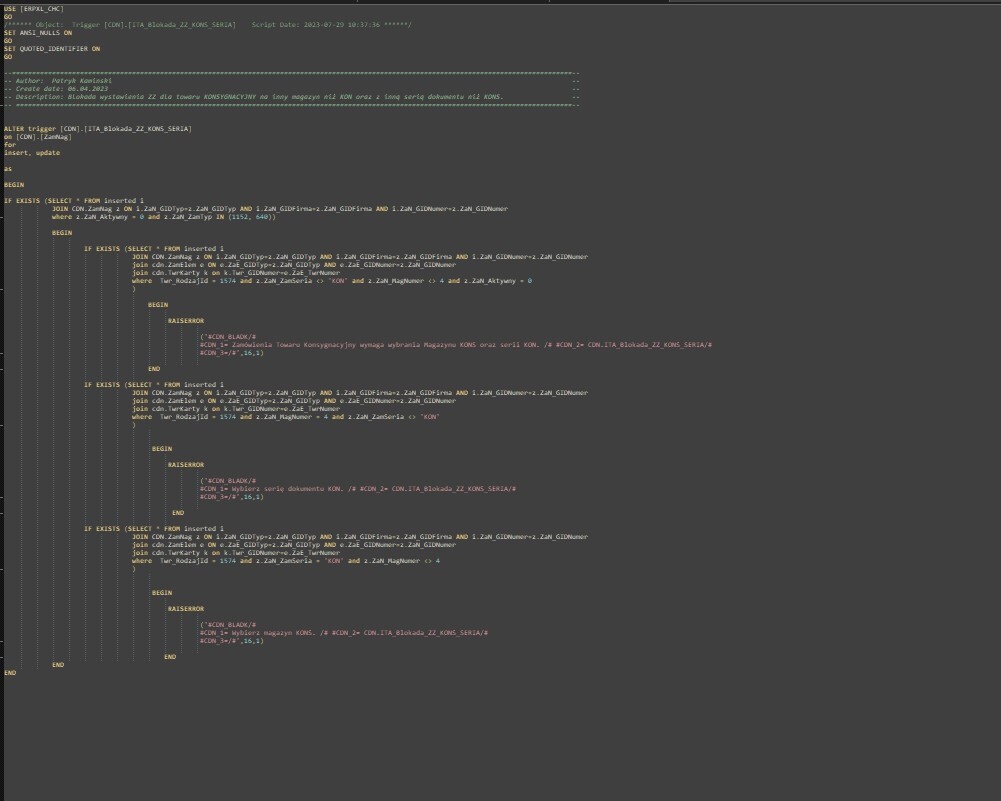 USE [ERPXL_CHC]
GO
/****** Object:  Trigger [CDN].[ITA_Blokada_ZZ_KONS_SERIA]    Script Date: 2023-07-29 10:37:36 ******/
SET ANSI_NULLS ON
GO
SET QUOTED_IDENTIFIER ON
GO
-- Author:  Patryk Kaminski --
-- Create date: 06.04.2023 --
-- Description: Blokada wystawienia ZZ dla towaru KONSYGNACYJNY na inny magazyn niż KON oraz z inną serią dokumentu niż KONS. --
ALTER trigger [CDN].[ITA_Blokada_ZZ_KONS_SERIA]
on [CDN].[ZamNag]
for
insert, update
as
BEGIN
IF EXISTS (SELECT * FROM inserted i
JOIN CDN.ZamNag z ON i.ZaN_GIDTyp=z.ZaN_GIDTyp AND i.ZaN_GIDFirma=z.ZaN_GIDFirma AND i.ZaN_GIDNumer=z.ZaN_GIDNumer
where z.ZaN_Aktywny = 0 and z.ZaN_ZamTyp IN (1152, 640))
BEGIN
IF EXISTS (SELECT * FROM inserted i
JOIN CDN.ZamNag z ON i.ZaN_GIDTyp=z.ZaN_GIDTyp AND i.ZaN_GIDFirma=z.ZaN_GIDFirma AND i.ZaN_GIDNumer=z.ZaN_GIDNumer
join cdn.ZamElem e ON e.ZaE_GIDTyp=z.ZaN_GIDTyp AND e.ZaE_GIDNumer=z.ZaN_GIDNumer
join cdn.TwrKarty k on k.Twr_GIDNumer=e.ZaE_TwrNumer
where  Twr_RodzajId = 1574 and z.ZaN_ZamSeria <> 'KON' and z.ZaN_MagNumer <> 4 and z.ZaN_Aktywny = 0
)
BEGIN
RAISERROR
('#CDN_BLAD#/#
#CDN_1= Zamówienia Towaru Konsygnacyjny wymaga wybrania Magazynu KONS oraz serii KON. /# #CDN_2= CDN.ITA_Blokada_ZZ_KONS_SERIA/#
#CDN_3=/#',16,1)
END
IF EXISTS (SELECT * FROM inserted i
JOIN CDN.ZamNag z ON i.ZaN_GIDTyp=z.ZaN_GIDTyp AND i.ZaN_GIDFirma=z.ZaN_GIDFirma AND i.ZaN_GIDNumer=z.ZaN_GIDNumer
join cdn.ZamElem e ON e.ZaE_GIDTyp=z.ZaN_GIDTyp AND e.ZaE_GIDNumer=z.ZaN_GIDNumer
join cdn.TwrKarty k on k.Twr_GIDNumer=e.ZaE_TwrNumer
where  Twr_RodzajId = 1574 and z.ZaN_MagNumer = 4 and z.ZaN_ZamSeria <> 'KON'
)
BEGIN
RAISERROR
('#CDN_BLAD#/#
#CDN_1= Wybierz serię dokumentu KON. /# #CDN_2= CDN.ITA_Blokada_ZZ_KONS_SERIA/#
#CDN_3=/#',16,1)
END
IF EXISTS (SELECT * FROM inserted i
JOIN CDN.ZamNag z ON i.ZaN_GIDTyp=z.ZaN_GIDTyp AND i.ZaN_GIDFirma=z.ZaN_GIDFirma AND i.ZaN_GIDNumer=z.ZaN_GIDNumer
join cdn.ZamElem e ON e.ZaE_GIDTyp=z.ZaN_GIDTyp AND e.ZaE_GIDNumer=z.ZaN_GIDNumer
join cdn.TwrKarty k on k.Twr_GIDNumer=e.ZaE_TwrNumer
where  Twr_RodzajId = 1574 and z.ZaN_ZamSeria = 'KON' and z.ZaN_MagNumer <> 4
)
BEGIN
RAISERROR
('#CDN_BLAD#/#
#CDN_1= Wybierz magazyn KONS. /# #CDN_2= CDN.ITA_Blokada_ZZ_KONS_SERIA/#
#CDN_3=/#',16,1)
END
END
END